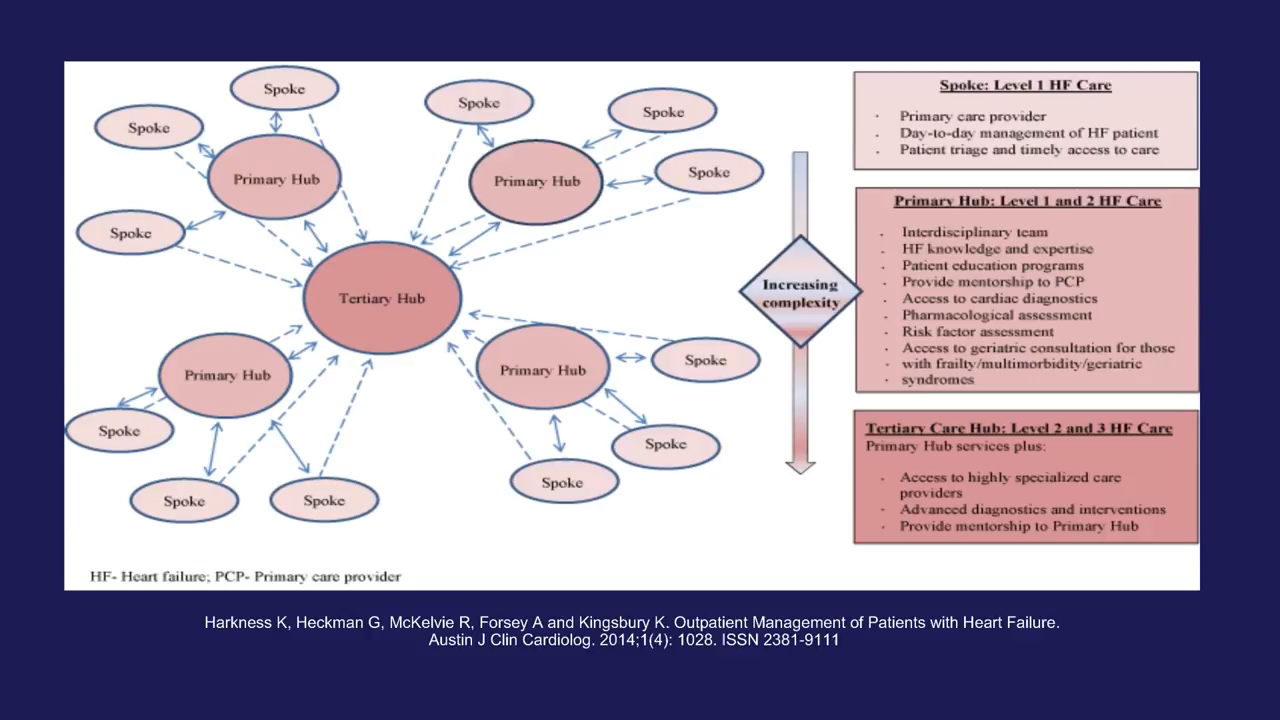 Spoke
Spoke
Spoke
Primary Hub
Spoke
Spoke
Spoke
Primary Hub
Tertiary Hub
Primary Hub
Spoke
Spoke
Spoke
Primary Hub
Spoke
Spoke
Spoke
Increasing
complexity
Spoke: Level 1 HF Care
· Primary care provider
· Day-to-day management of HF patient
· Patient triage and timely access to care
Primary Hub: Level 1 and 2 HF Care
· Interdisciplinary team
· HF knowledge and expertise
· Patient education programs
· Provide mentorship to PCP
· Access to cardiac diagnostics
· Pharmacological assessment
· Risk factor assessment
· Access to geriatric consultation for those
· with frailty/multimorbidity/geriatric
· syndromes
Tertiary Care Hub: Level 2 and 3 HF Care
Primary Hub services plus:
· Access to highly specialized care
providers
· Advanced diagnostics and interventions
· Provide mentorship to Primary Hub
HF- Heart failure; PCP- Primary care provider
Harkness K, Heckman G, McKelvie R, Forsey A and Kingsbury K. Outpatient Management of Patients with Heart Failure.
Austin J Clin Cardiolog. 2014;1(4): 1028. ISSN 2381-9111